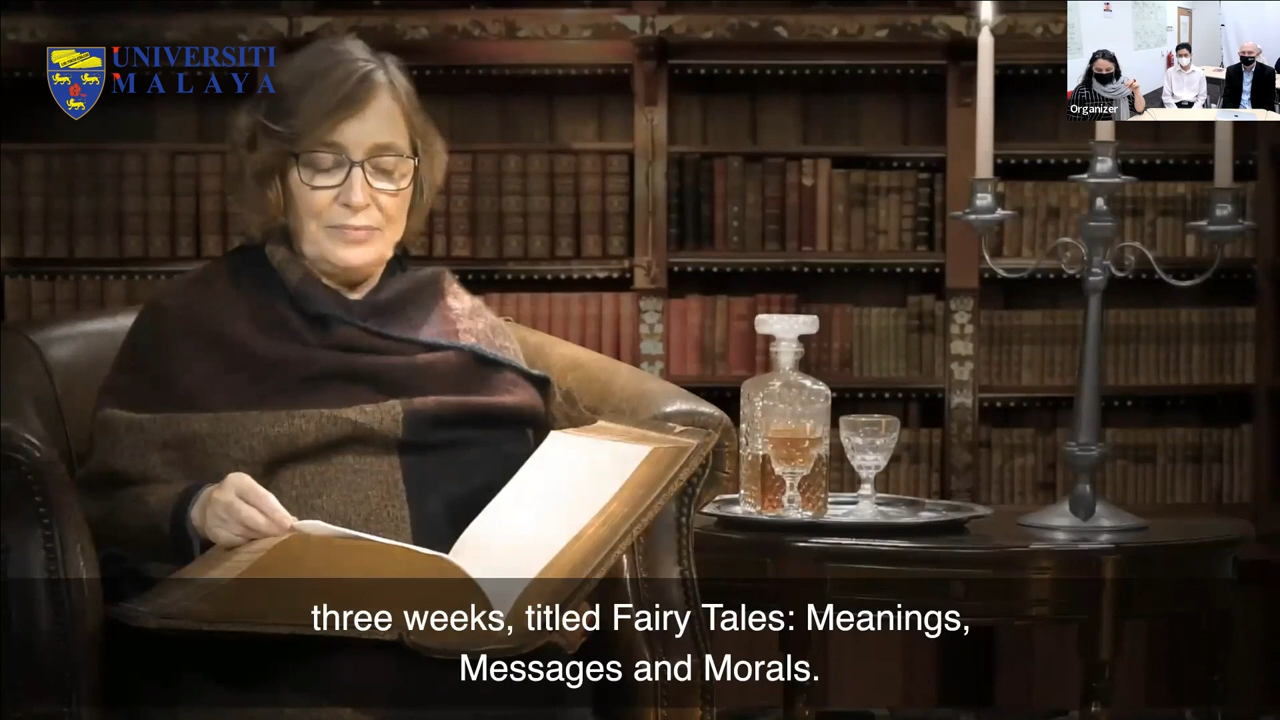 UNIVERSITI
MALAYA
Organizer
three weeks, titled Fairy Tales: Meanings,
Messages and Morals.